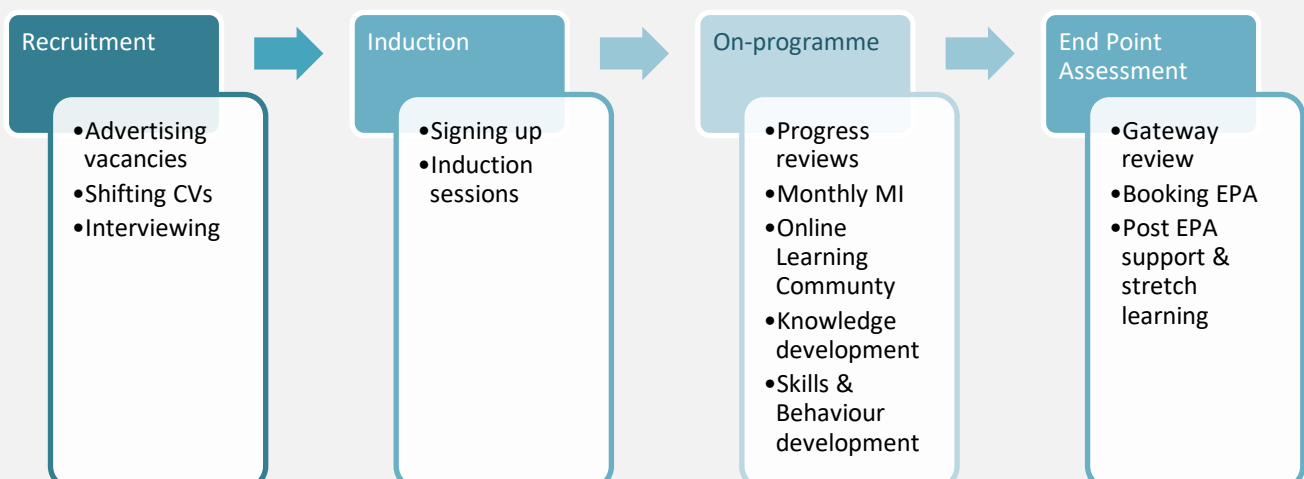 Recruitment
•Advertising
vacancies
•Shifting CVs
•Interviewing
Induction
•Signing up
•Induction
sessions
On-programme
•Progress
reviews
•Monthly MI
•Online
Learning
Communty
•Knowledge
development
•Skills &
Behaviour
development
End Point
Assessment
•Gateway
review
•Booking EPA
•Post EPA
support &
stretch
learning